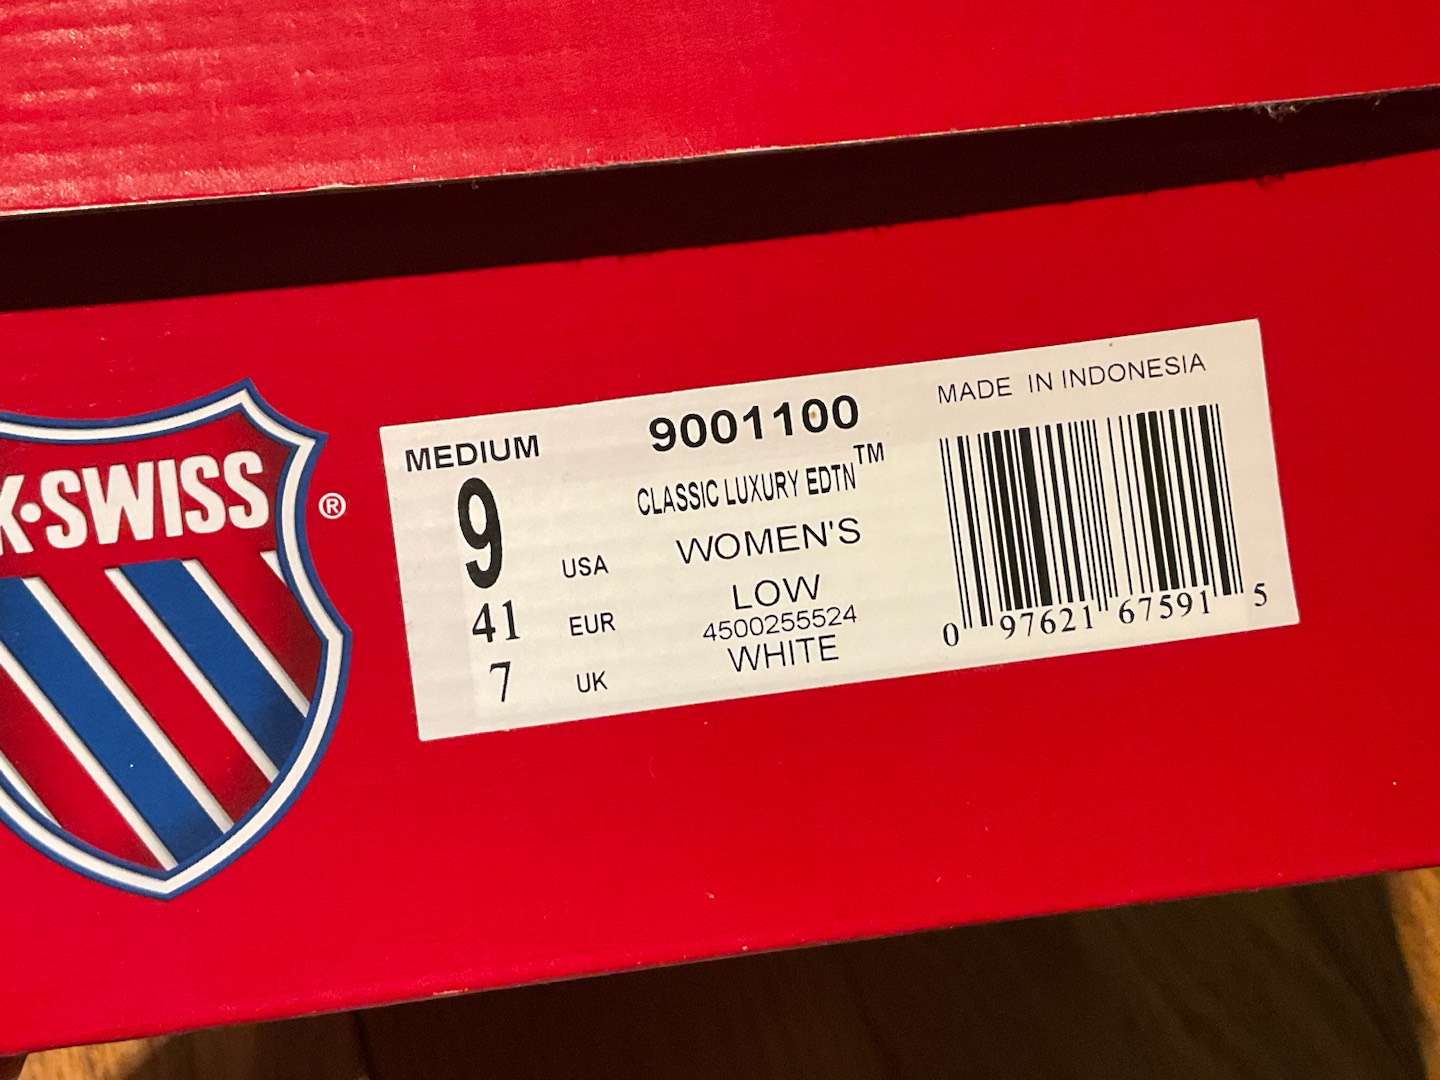 K·SWISS
®
MEDIUM
9 USA
41 EUR
7 UK
9001100
CLASSIC LUXURY EDTN™
WOMEN'S
LOW
4500255524
WHITE
MADE IN INDONESIA
0 97621 67591 5